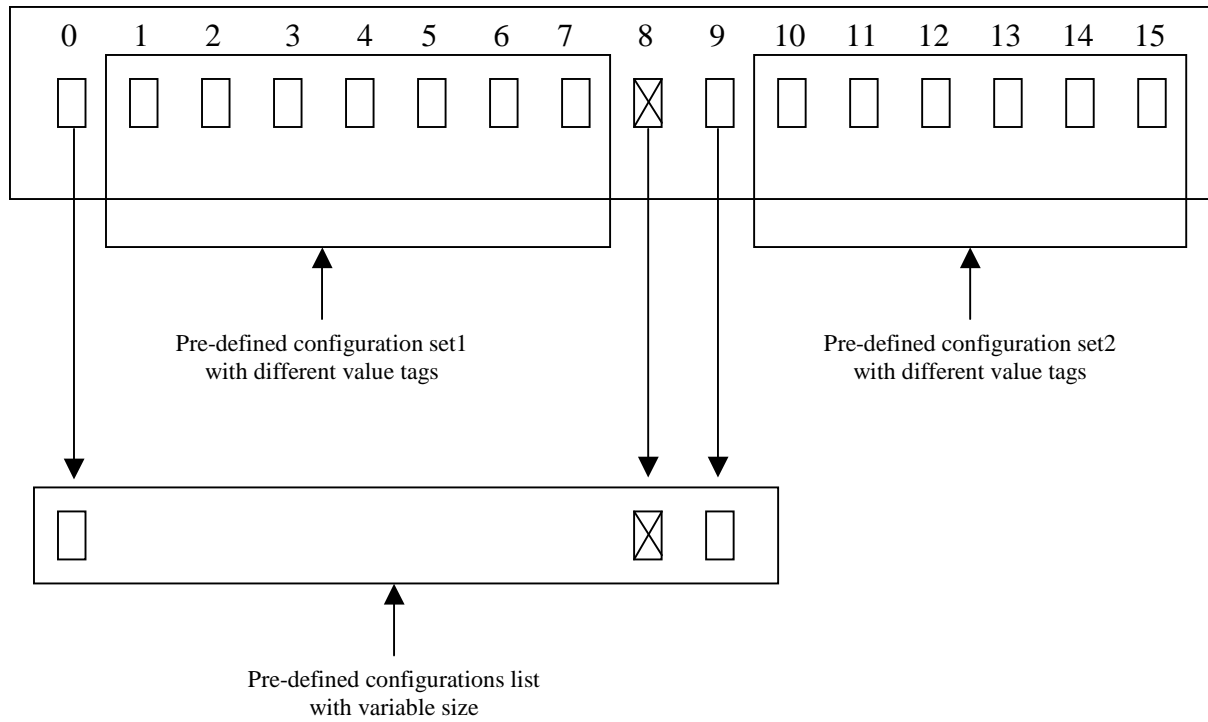 0 1 2 3 4 5 6 7 8 9 10 11 12 13 14 15
Pre-defined configuration set1
with different value tags
Pre-defined configuration set2
with different value tags
Pre-defined configurations list
with variable size